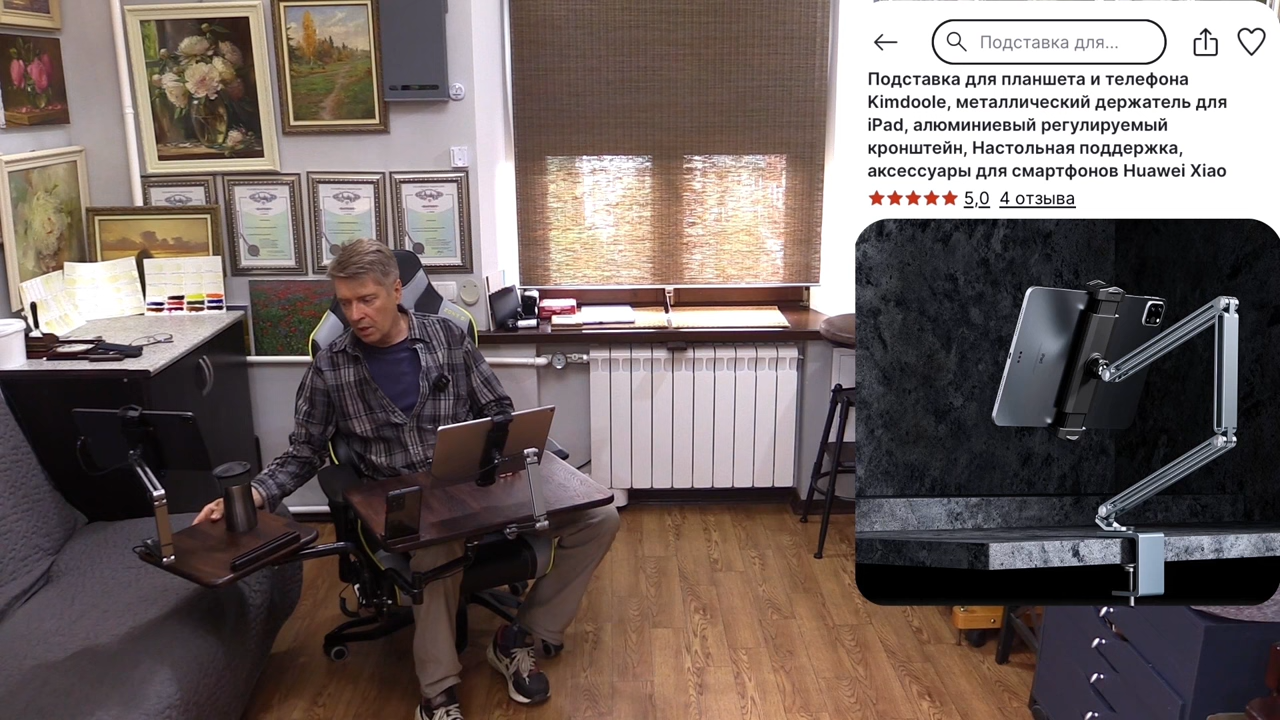 Подставка для...
Подставка для планшета и телефона
Kimdoole, металлический держатель для
iPad, алюминиевый регулируемый
кронштейн, Настольная поддержка,
аксессуары для смартфонов Huawei Xiao
5,0 4 отзыва